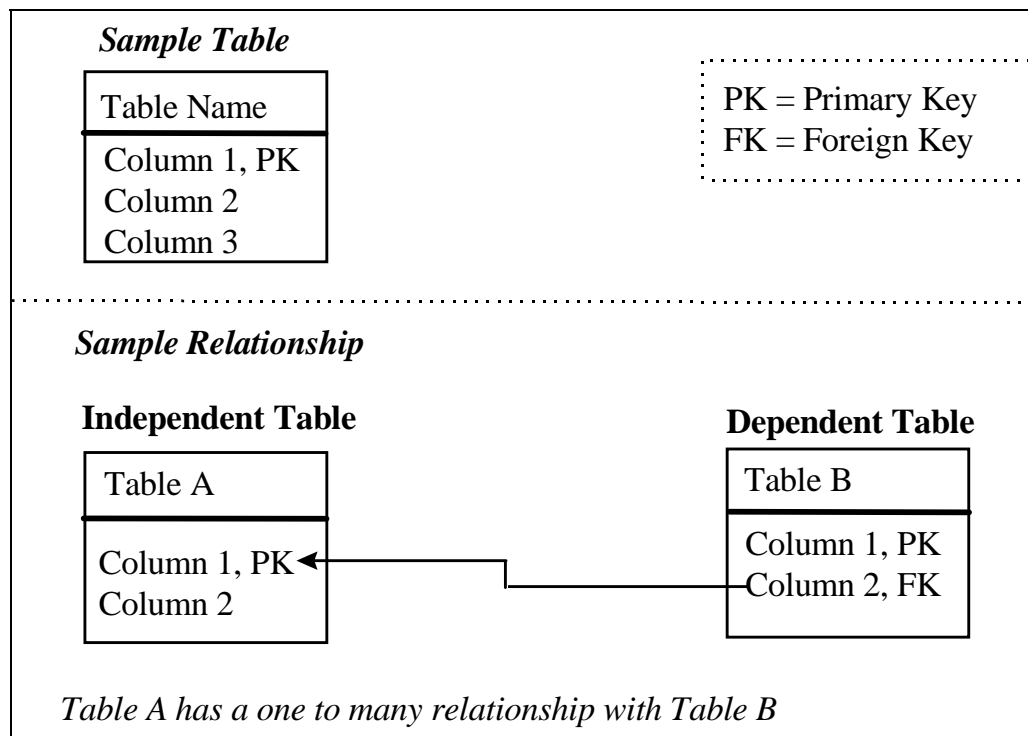 Sample Table
Table Name
Column 1, PK
Column 2
Column 3
PK = Primary Key
FK = Foreign Key
Sample Relationship
Independent Table
Table A
Column 1, PK
Column 2
Dependent Table
Table B
Column 1, PK
Column 2, FK
Table A has a one to many relationship with Table B